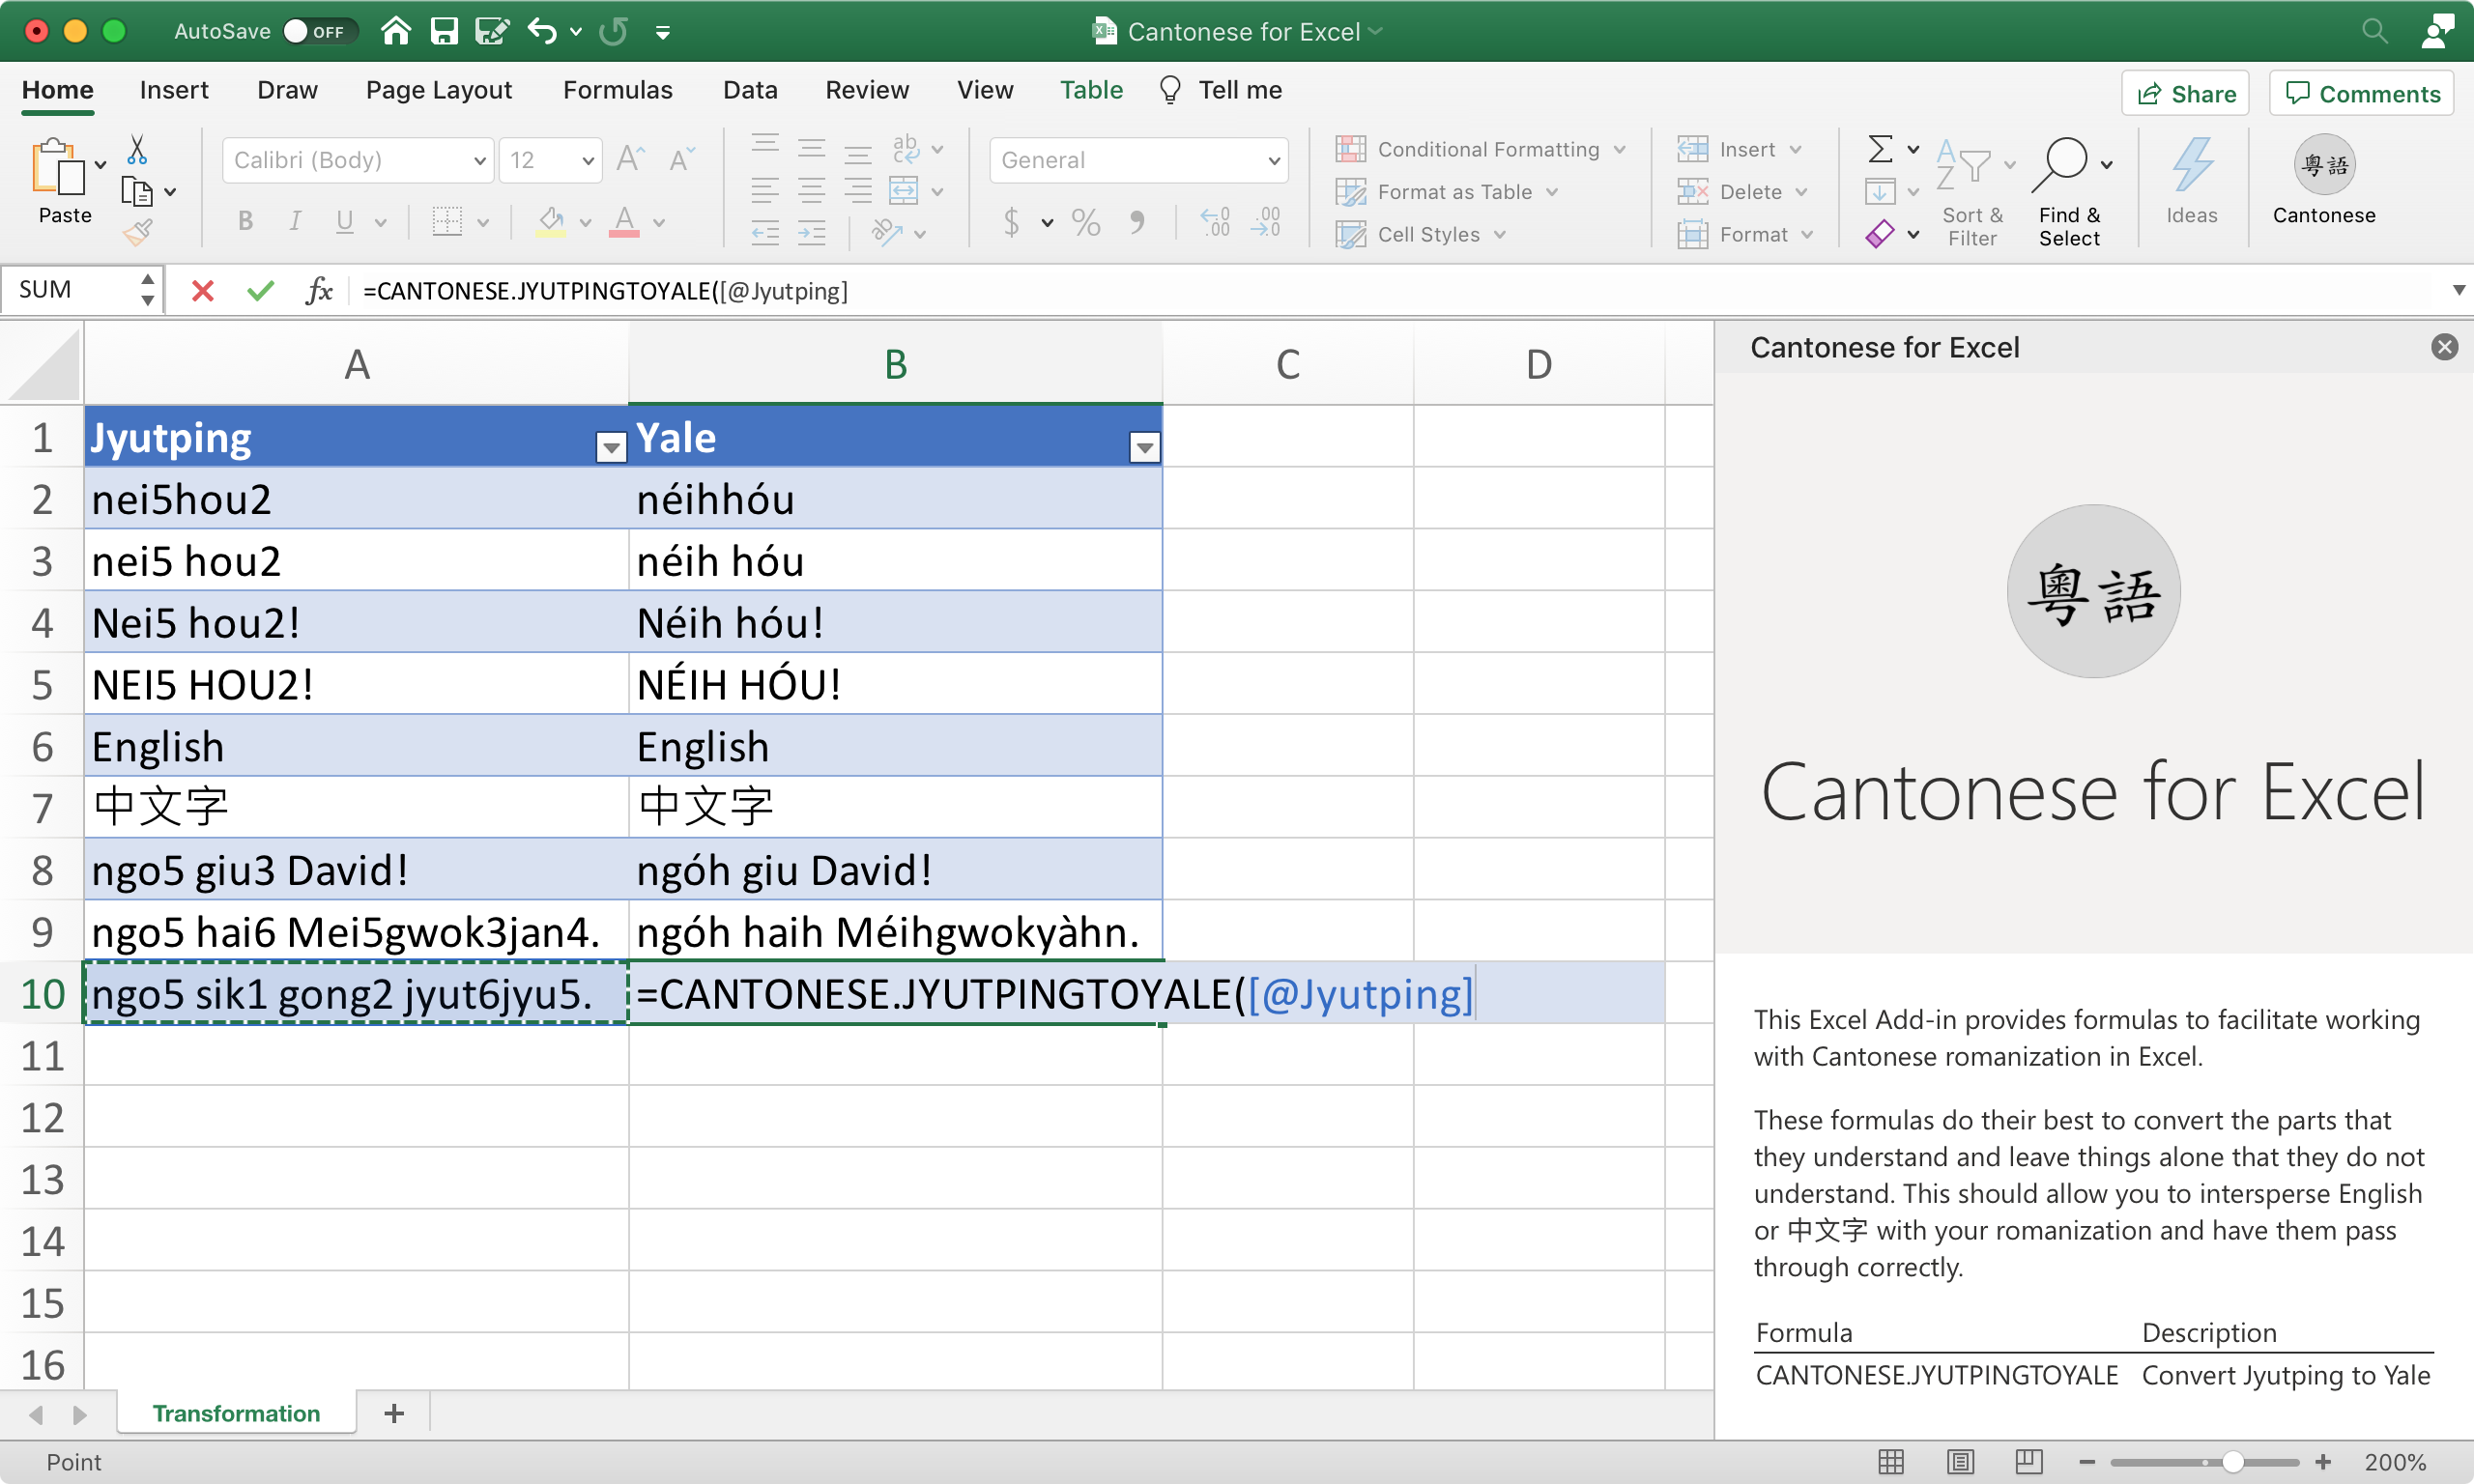 AutoSave OFF Cantonese for Excel
Home Insert Draw Page Layout Formulas Data Review View Table Tell me Share Comments
Paste
Calibri (Body) 12 A A
B I U A
ab
c
ab
General
$ % , .0 .00 .00 .0
Conditional Formatting
Format as Table
Cell Styles
Insert
Delete
Format
Σ
A
Z
Sort &
Filter
Find &
Select
Ideas
粵語
Cantonese
SUM fx =CANTONESE.JYUTPINGTOYALE([@Jyutping]
A B C D
1 Jyutping Yale
2 nei5hou2 néihhóu
3 nei5 hou2 néih hóu
4 Nei5 hou2! Néih hóu!
5 NEI5 HOU2! NÉIH HÓU!
6 English English
7 中文字 中文字
8 ngo5 giu3 David! ngóh giu David!
9 ngo5 hai6 Mei5gwok3jan4. ngóh haih Méihgwokyàhn.
10 ngo5 sik1 gong2 jyut6jyu5. =CANTONESE.JYUTPINGTOYALE([@Jyutping]
11
12
13
14
15
16
Cantonese for Excel
粵語
Cantonese for Excel
This Excel Add-in provides formulas to facilitate working
with Cantonese romanization in Excel.
These formulas do their best to convert the parts that
they understand and leave things alone that they do not
understand. This should allow you to intersperse English
or 中文字 with your romanization and have them pass
through correctly.
Formula Description
CANTONESE.JYUTPINGTOYALE Convert Jyutping to Yale
Transformation +
Point 200%